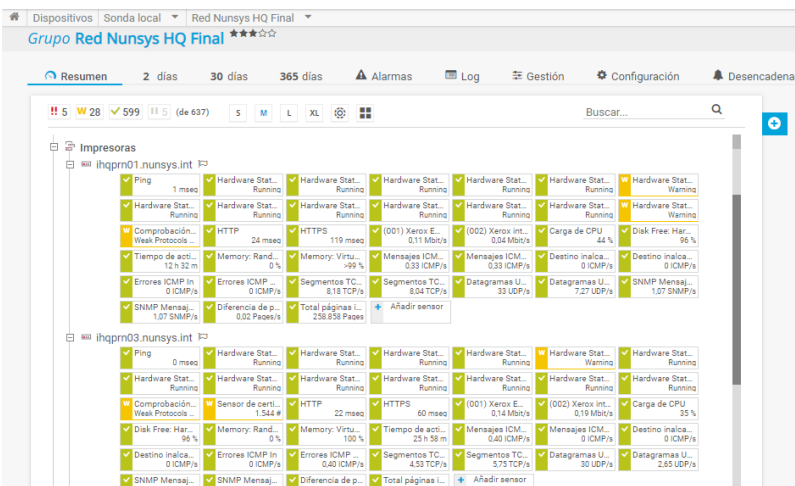 Dispositivos Sonda local Red Nunsys HQ Final
Grupo Red Nunsys HQ Final
Resumen 2 días 30 días 365 días Alarmas Log Gestión Configuración Desencadena
!! 5 W 28 599 5 (de 637) S M L XL Buscar...
Impresoras
ihqprn01.nunsys.int
Ping Hardware Stat... Hardware Stat... Hardware Stat... Hardware Stat... Hardware Stat... W Hardware Stat...
1 mseg Running Running Running Running Running Warning
Hardware Stat... Hardware Stat... Hardware Stat... Hardware Stat... Hardware Stat... Hardware Stat... W Hardware Stat...
Running Running Running Running Running Running Warning
W Comprobación... HTTP HTTPS (001) Xerox E... (002) Xerox int... Carga de CPU Disk Free: Har...
Weak Protocols ... 24 mseg 119 mseg 0,11 Mbit/s 0,04 Mbit/s 44 % 96 %
Tiempo de acti... Memory: Rand... Memory: Virtu... Mensajes ICM... Mensajes ICM... Destino inalca... Destino inalca...
12 h 32 m 0 % >99 % 0,33 ICMP/s 0,33 ICMP/s 0 ICMP/s 0 ICMP/s
Errores ICMP In Errores ICMP ... Segmentos TC... Segmentos TC... Datagramas U... Datagramas U... SNMP Mensaj...
0 ICMP/s 0 ICMP/s 8,18 TCP/s 8,04 TCP/s 33 UDP/s 7,27 UDP/s 1,07 SNMP/s
SNMP Mensaj... Diferencia de p... Total páginas i... + Añadir sensor
1,07 SNMP/s 0,02 Pages/s 258.858 Pages
ihqprn03.nunsys.int
Ping Hardware Stat... Hardware Stat... Hardware Stat... Hardware Stat... W Hardware Stat... Hardware Stat...
0 mseg Running Running Running Running Warning Running
Hardware Stat... Hardware Stat... Hardware Stat... Hardware Stat... Hardware Stat... Hardware Stat... Hardware Stat...
Running Running Running Running Running Running Running
W Comprobación... W Sensor de certi... HTTP HTTPS (001) Xerox E... (002) Xerox int... Carga de CPU
Weak Protocols ... 1.544 # 22 mseg 60 mseg 0,14 Mbit/s 0,19 Mbit/s 35 %
Disk Free: Har... Memory: Rand... Memory: Virtu... Tiempo de acti... Mensajes ICM... Mensajes ICM... Destino inalca...
96 % 0 % 100 % 25 h 58 m 0,40 ICMP/s 0 ICMP/s 0 ICMP/s
Destino inalca... Errores ICMP In Errores ICMP ... Segmentos TC... Segmentos TC... Datagramas U... Datagramas U...
0 ICMP/s 0 ICMP/s 0,40 ICMP/s 4,53 TCP/s 5,75 TCP/s 30 UDP/s 2,65 UDP/s
SNMP Mensaj... SNMP Mensaj... Diferencia de p... Total páginas i... + Añadir sensor